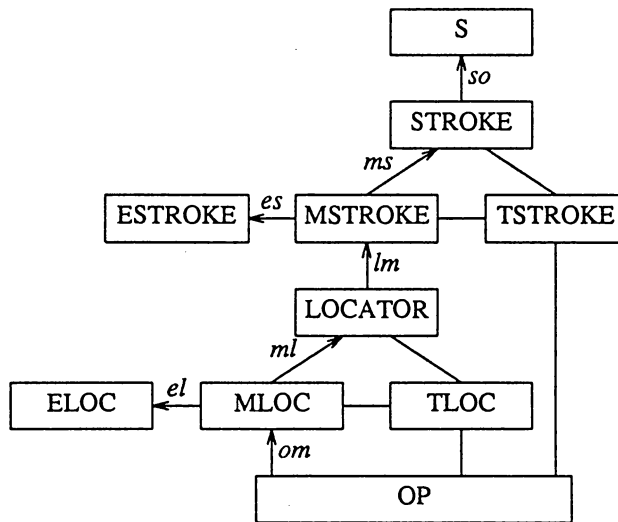 S
so
STROKE
ms
ESTROKE es MSTROKE TSTROKE
lm
LOCATOR
ml
ELOC el MLOC TLOC
om
OP